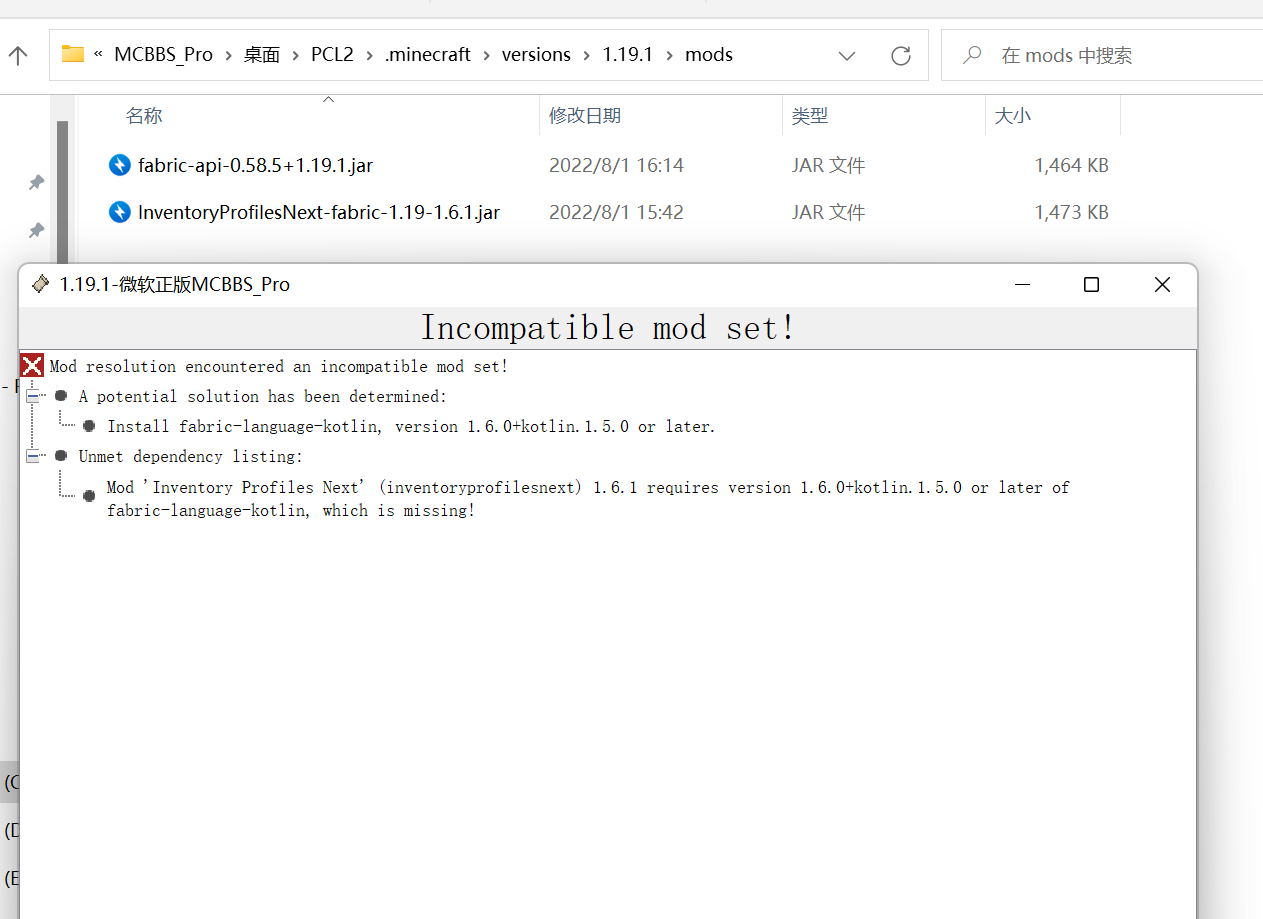 « MCBBS_Pro › 桌面 › PCL2 › .minecraft › versions › 1.19.1 › mods
在 mods 中搜索
名称 修改日期 类型 大小
fabric-api-0.58.5+1.19.1.jar 2022/8/1 16:14 JAR 文件 1,464 KB
InventoryProfilesNext-fabric-1.19-1.6.1.jar 2022/8/1 15:42 JAR 文件 1,473 KB
1.19.1-微软正版MCBBS_Pro
Incompatible mod set!
Mod resolution encountered an incompatible mod set!
A potential solution has been determined:
Install fabric-language-kotlin, version 1.6.0+kotlin.1.5.0 or later.
Unmet dependency listing:
Mod 'Inventory Profiles Next' (inventoryprofilesnext) 1.6.1 requires version 1.6.0+kotlin.1.5.0 or later of
fabric-language-kotlin, which is missing!
(C
(D
(E